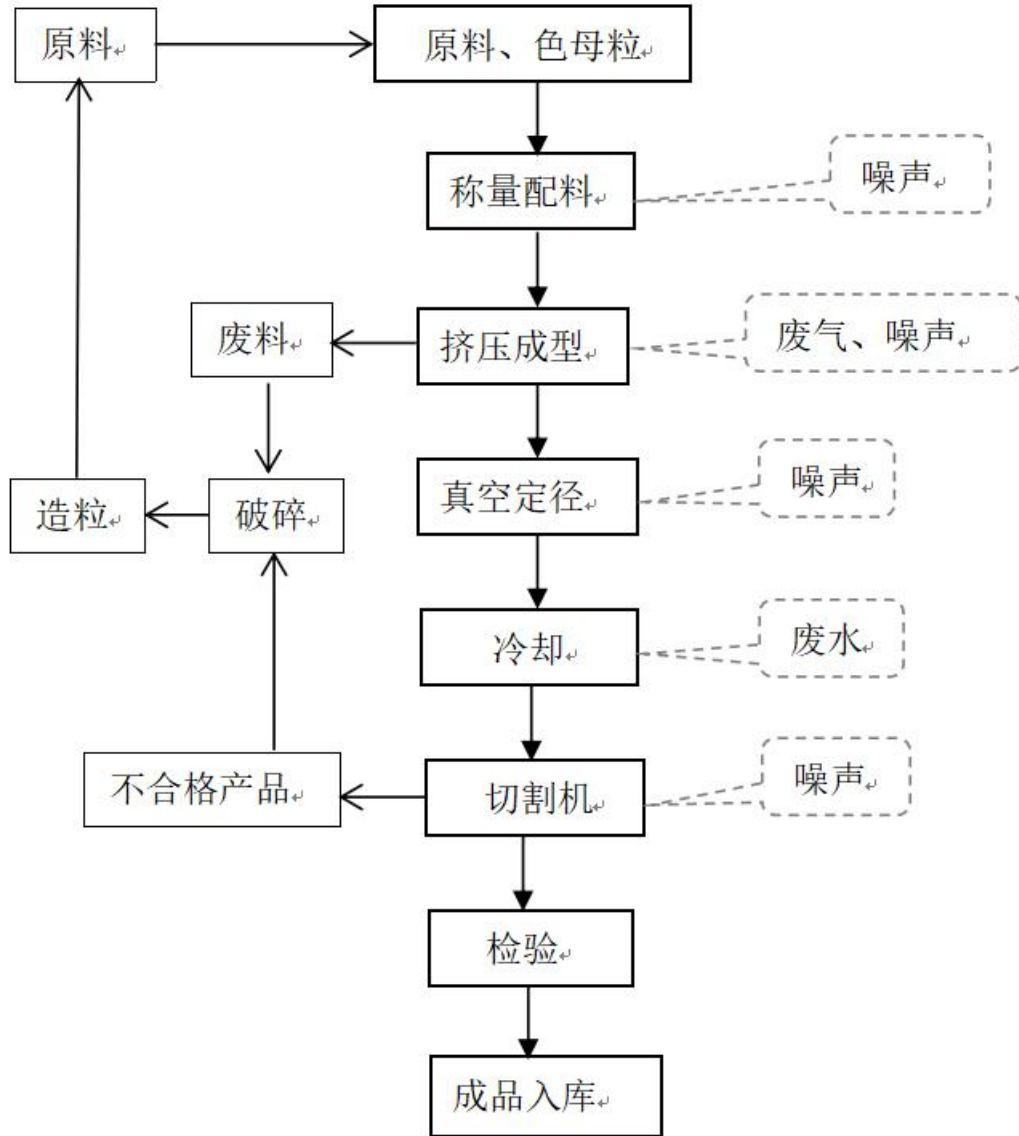 原料
原料、色母粒
称量配料
噪声
废料
挤压成型
废气、噪声
造粒
破碎
真空定径
噪声
冷却
废水
不合格产品
切割机
噪声
检验
成品入库